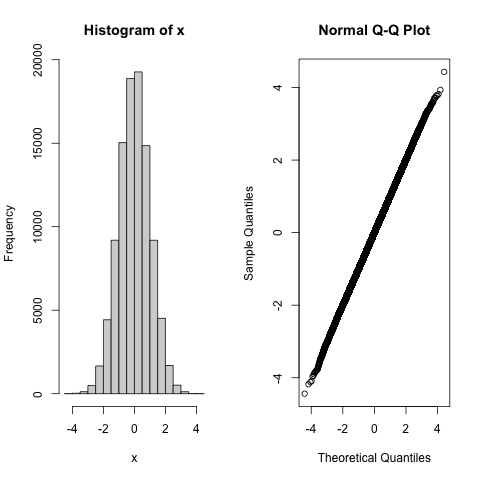 Histogram of x
Frequency
20000
15000
10000
5000
0
-4 -2 0 2 4
x
Normal Q-Q Plot
Sample Quantiles
4
2
0
-2
-4
-4 -2 0 2 4
Theoretical Quantiles